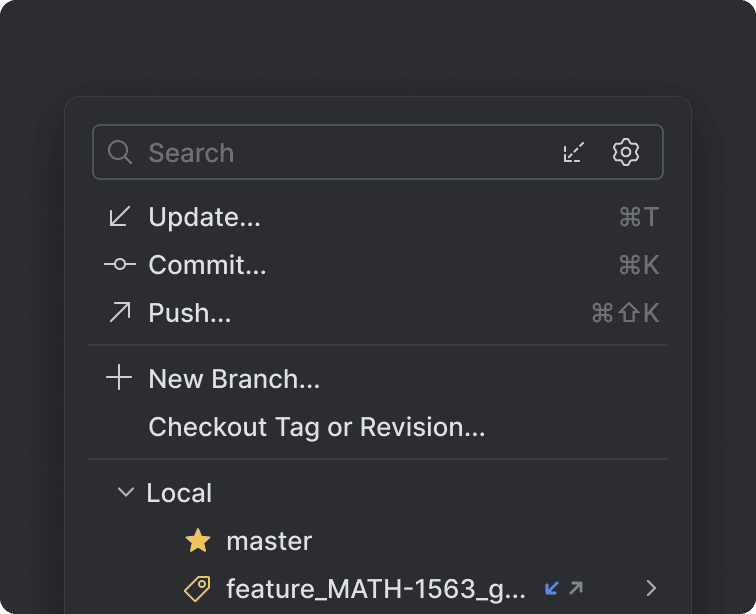 Search
Update... ⌘T
Commit... ⌘K
Push... ⌘⇧K
New Branch...
Checkout Tag or Revision...
Local
master
feature_MATH-1563_g...